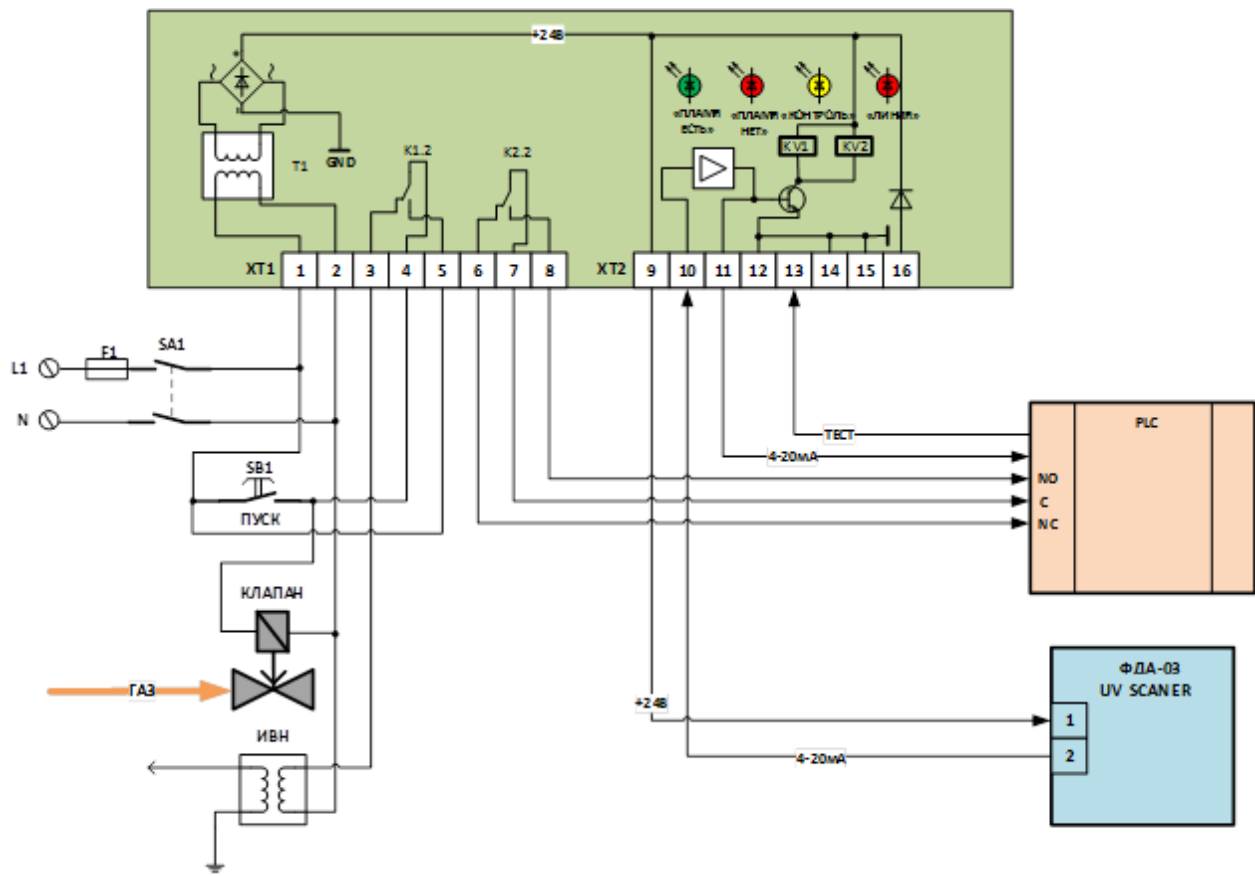 +24В
«ПЛАМЯ ЕСТЬ»
«ПЛАМЯ НЕТ»
«КОНТРОЛЬ»
«ЛИНИЯ»
T1
GND
K1.2
K2.2
KV1
KV2
XT1
1
2
3
4
5
6
7
8
XT2
9
10
11
12
13
14
15
16
L1
F1
SA1
N
SB1
ПУСК
КЛАПАН
ГАЗ
ИВН
ТЕСТ
4-20мА
PLC
NO
C
NC
+24В
4-20мА
ФДА-03
UV SCANER
1
2